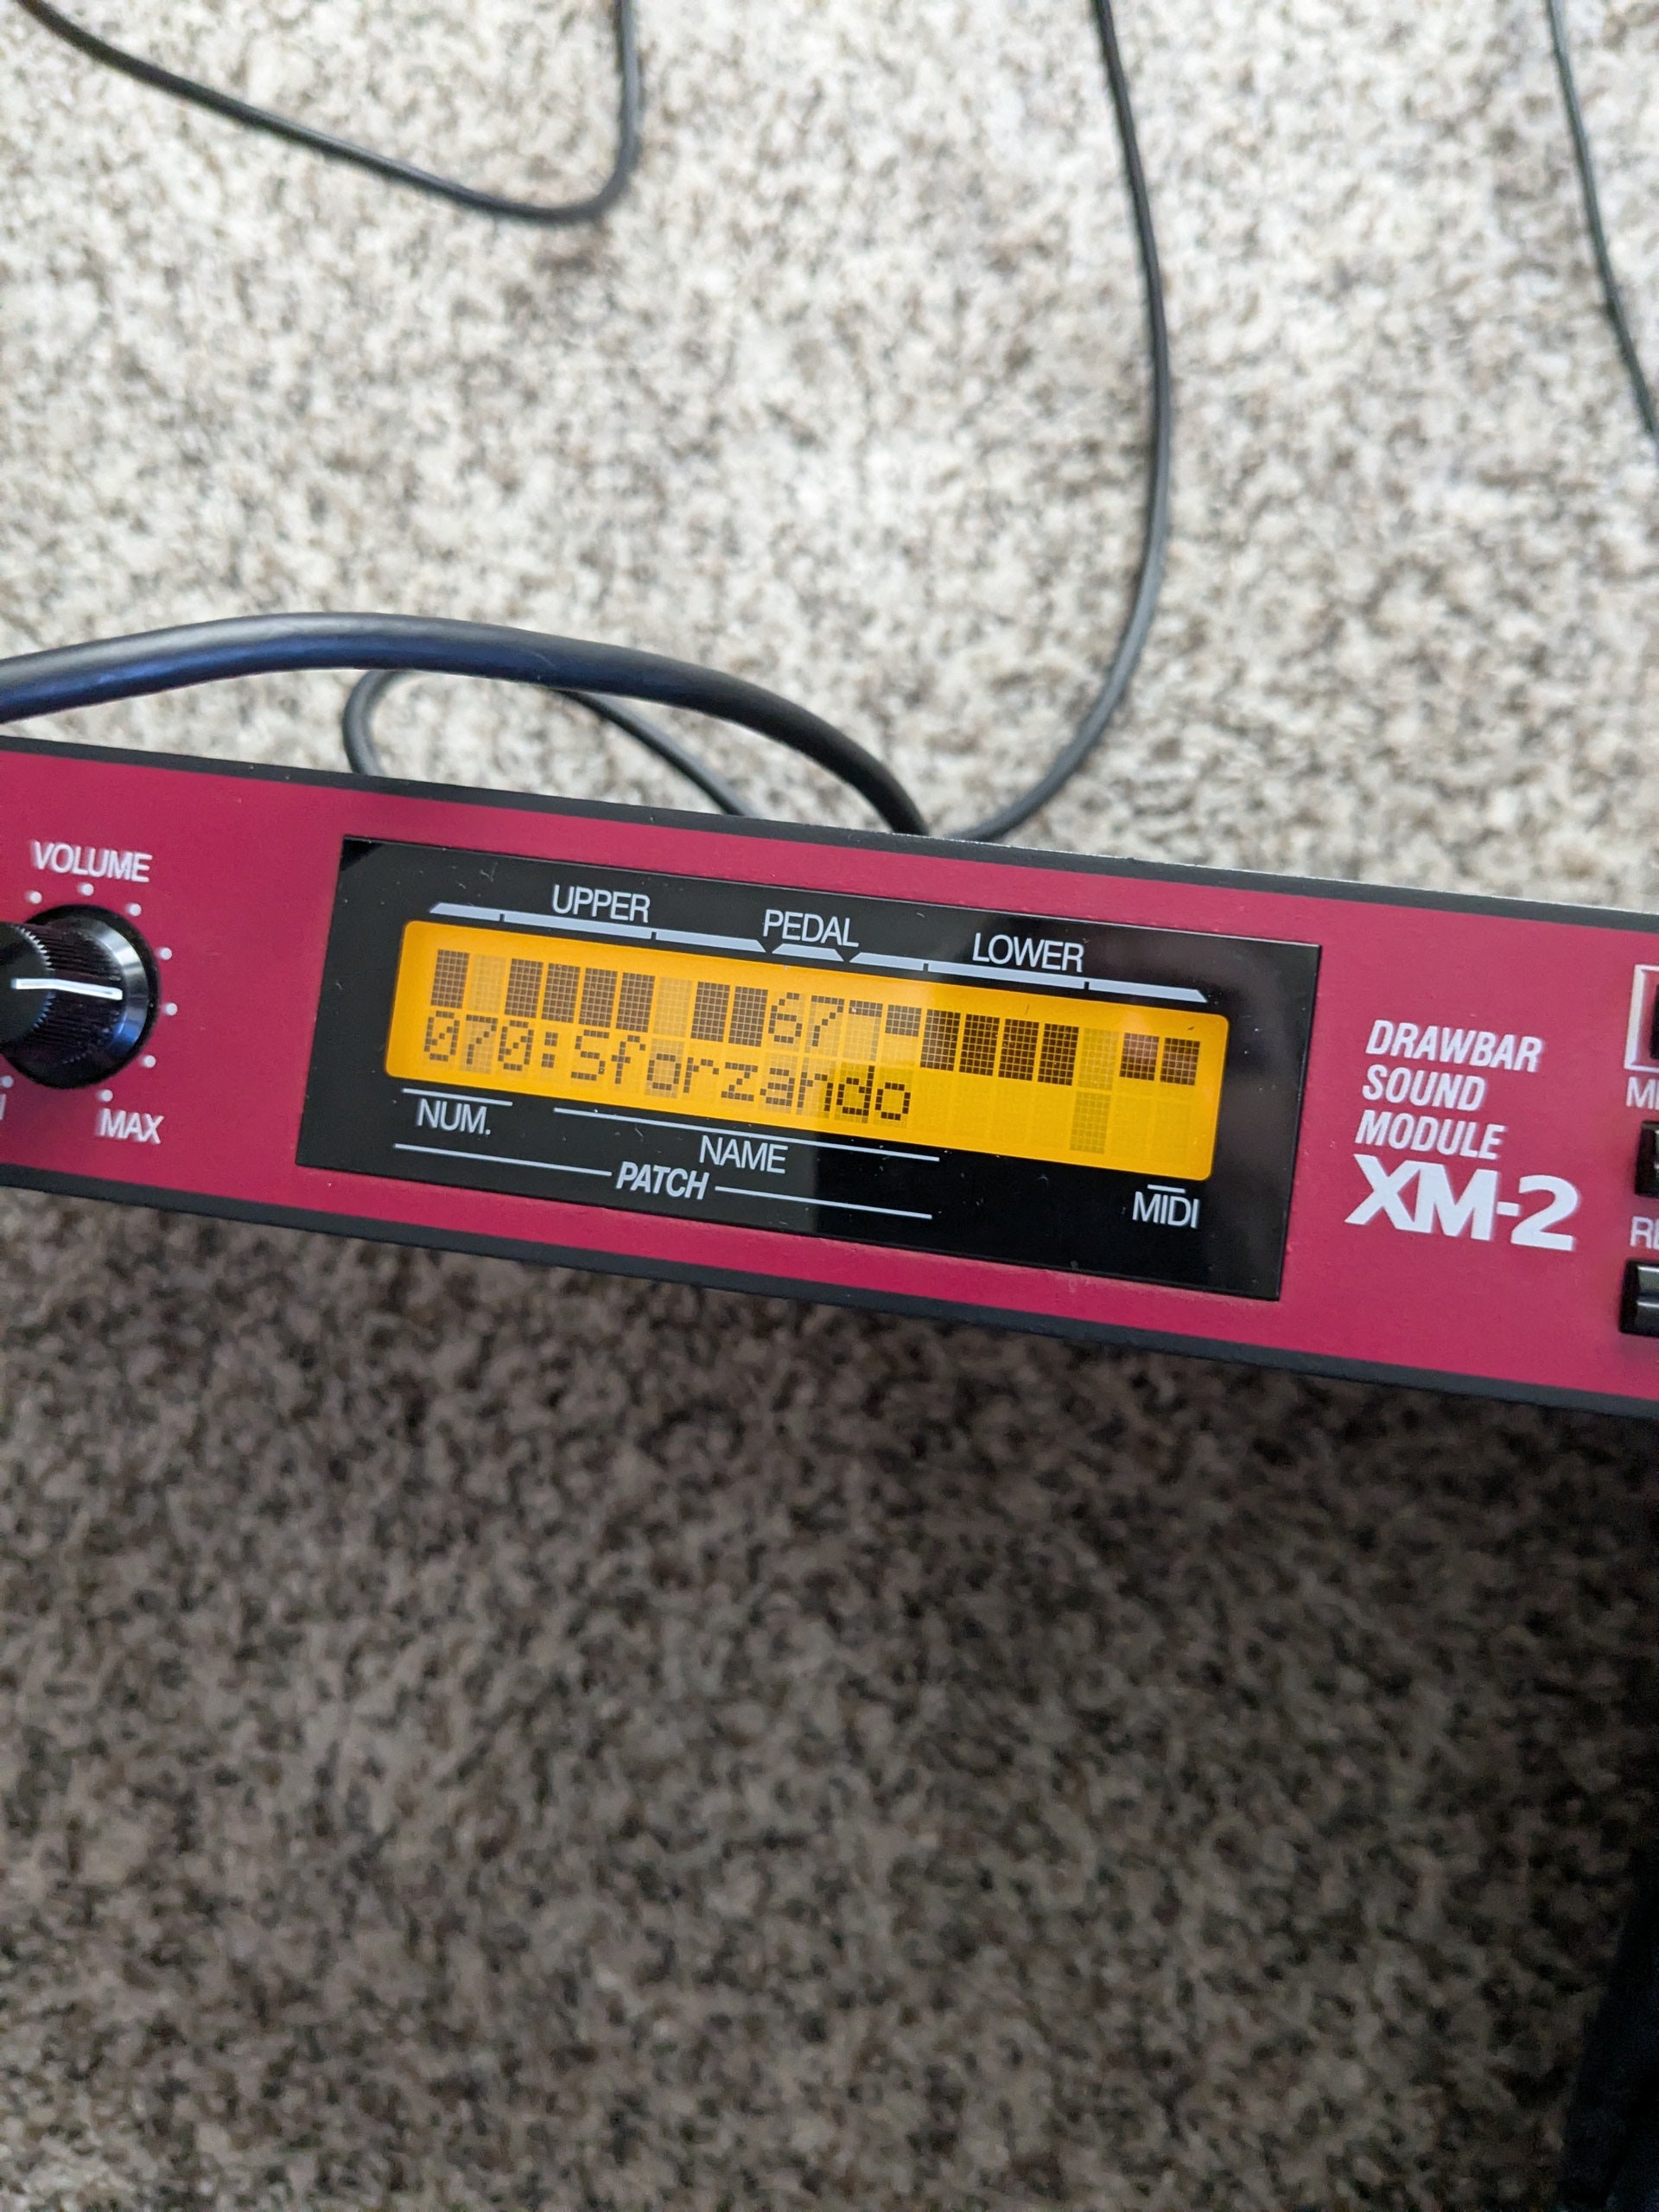 VOLUME
MAX
UPPER
PEDAL
LOWER
67
070:Sforzando
NUM.
NAME
PATCH
MIDI
DRAWBAR
SOUND
MODULE
XM-2